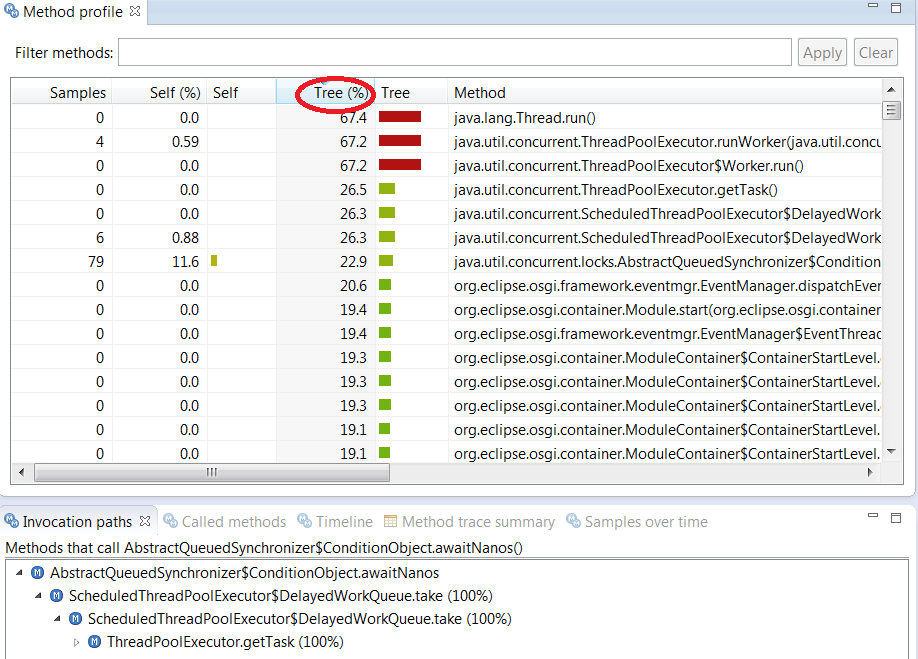 Method profile
Filter methods: Apply Clear
Samples Self (%) Self Tree (%) Tree Method
0 0.0 67.4 java.lang.Thread.run()
4 0.59 67.2 java.util.concurrent.ThreadPoolExecutor.runWorker(java.util.concu
0 0.0 67.2 java.util.concurrent.ThreadPoolExecutor$Worker.run()
0 0.0 26.5 java.util.concurrent.ThreadPoolExecutor.getTask()
0 0.0 26.3 java.util.concurrent.ScheduledThreadPoolExecutor$DelayedWork
6 0.88 26.3 java.util.concurrent.ScheduledThreadPoolExecutor$DelayedWork
79 11.6 22.9 java.util.concurrent.locks.AbstractQueuedSynchronizer$Condition
0 0.0 20.6 org.eclipse.osgi.framework.eventmgr.EventManager.dispatchEver
0 0.0 19.4 org.eclipse.osgi.container.Module.start(org.eclipse.osgi.container
0 0.0 19.4 org.eclipse.osgi.framework.eventmgr.EventManager$EventThreac
0 0.0 19.3 org.eclipse.osgi.container.ModuleContainer$ContainerStartLevel.
0 0.0 19.3 org.eclipse.osgi.container.ModuleContainer$ContainerStartLevel.
0 0.0 19.3 org.eclipse.osgi.container.ModuleContainer$ContainerStartLevel.
0 0.0 19.1 org.eclipse.osgi.container.ModuleContainer$ContainerStartLevel.
0 0.0 19.1 org.eclipse.osgi.container.ModuleContainer$ContainerStartLevel.
Invocation paths Called methods Timeline Method trace summary Samples over time
Methods that call AbstractQueuedSynchronizer$ConditionObject.awaitNanos()
AbstractQueuedSynchronizer$ConditionObject.awaitNanos
ScheduledThreadPoolExecutor$DelayedWorkQueue.take (100%)
ScheduledThreadPoolExecutor$DelayedWorkQueue.take (100%)
ThreadPoolExecutor.getTask (100%)